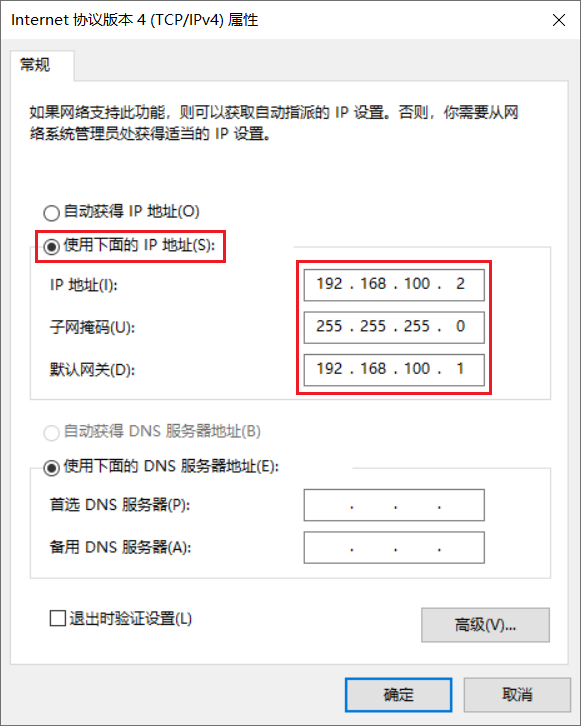 Internet 协议版本 4 (TCP/IPv4) 属性
常规
如果网络支持此功能，则可以获取自动指派的 IP 设置。否则，你需要从网
络系统管理员处获得适当的 IP 设置。
自动获得 IP 地址(O)
使用下面的 IP 地址(S):
IP 地址(I): 192 . 168 . 100 . 2
子网掩码(U): 255 . 255 . 255 . 0
默认网关(D): 192 . 168 . 100 . 1
自动获得 DNS 服务器地址(B)
使用下面的 DNS 服务器地址(E):
首选 DNS 服务器(P): . . .
备用 DNS 服务器(A): . . .
退出时验证设置(L)
高级(V)...
确定 取消